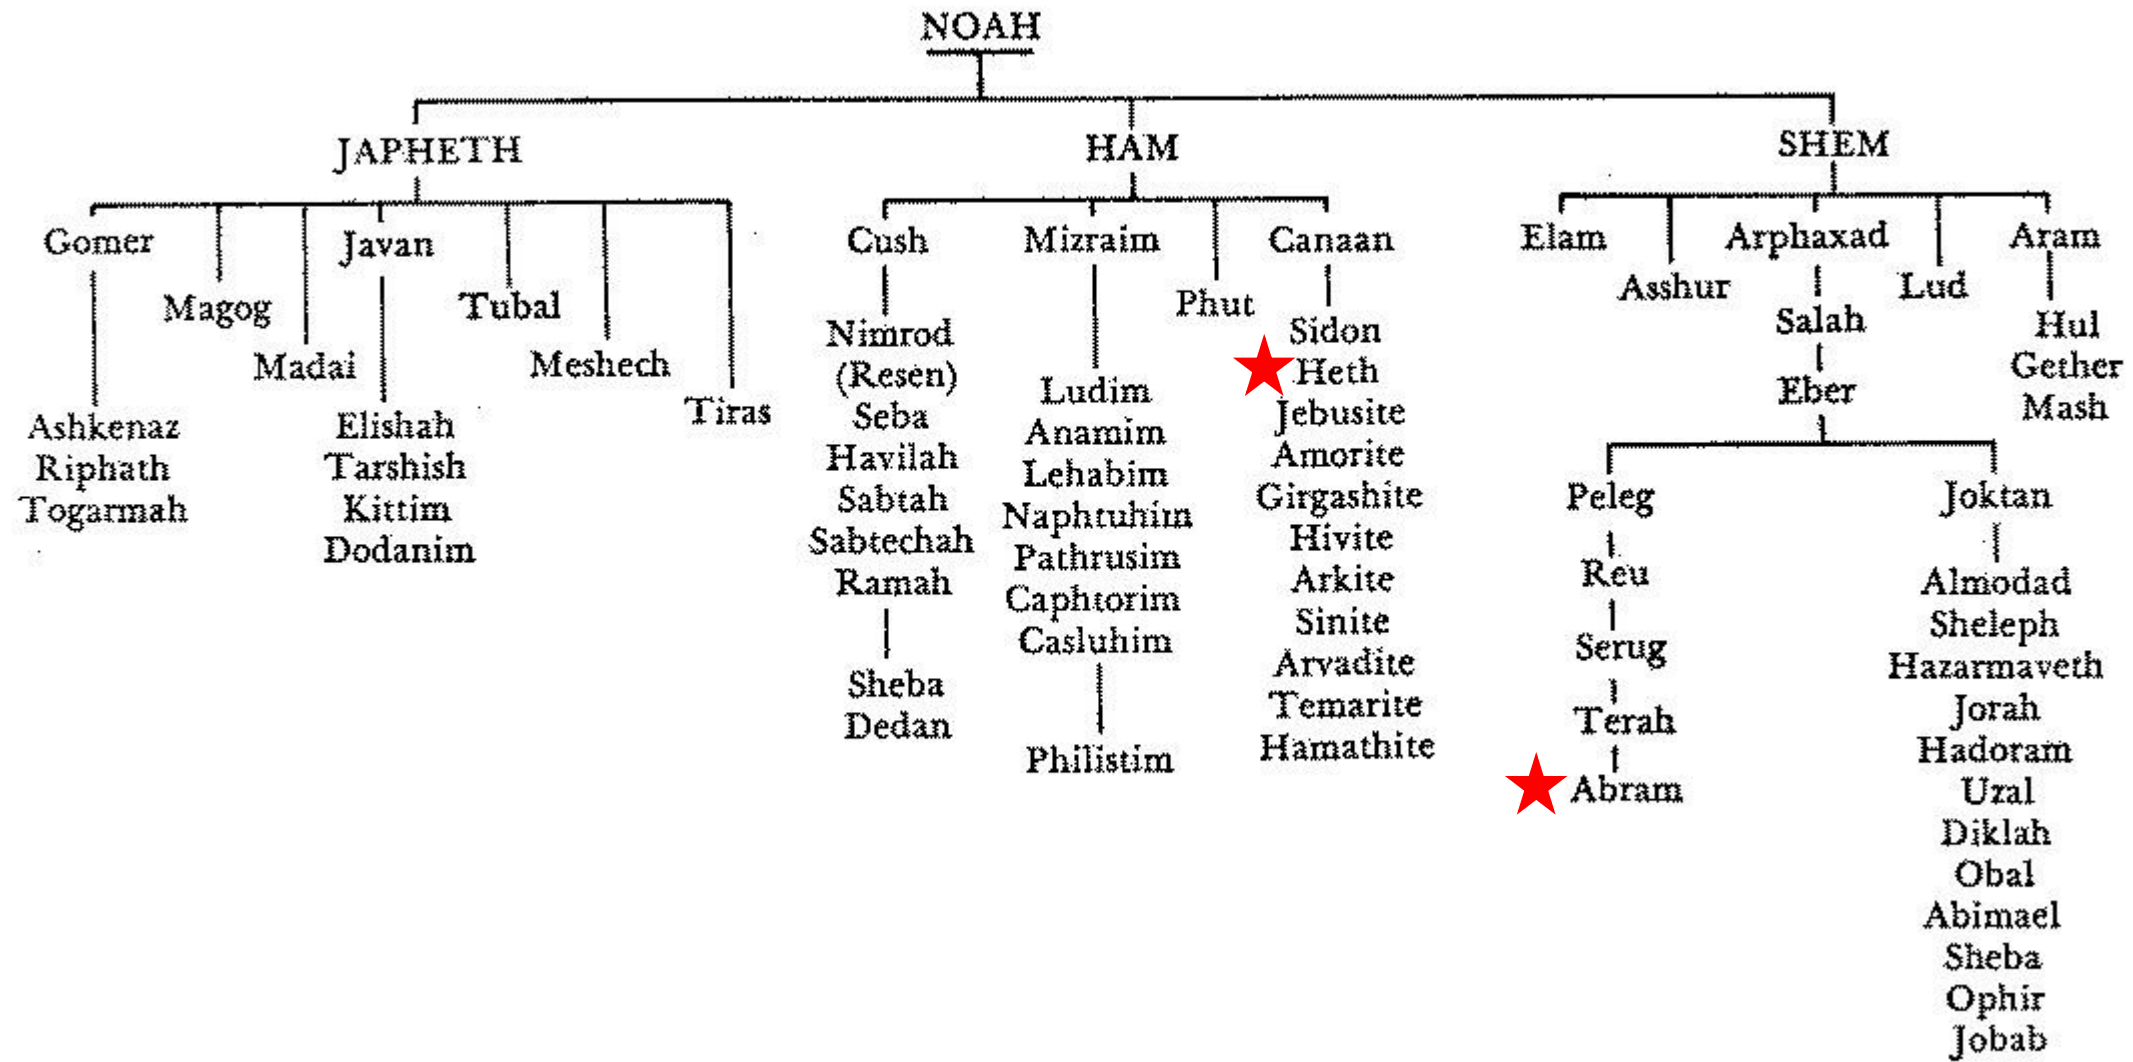 NOAH
JAPHETH
HAM
SHEM
Gomer
Magog
Madai
Javan
Tubal
Meshech
Tiras
Ashkenaz
Riphath
Togarmah
Elishah
Tarshish
Kittim
Dodanim
Cush
Mizraim
Phut
Canaan
Nimrod
(Resen)
Seba
Havilah
Sabtah
Sabtechah
Ramah
Sheba
Dedan
Ludim
Anamim
Lehabim
Naphtuhim
Pathrusim
Caphtorim
Casluhim
Philistim
Sidon
Heth
Jebusite
Amorite
Girgashite
Hivite
Arkite
Sinite
Arvadite
Temarite
Hamathite
Elam
Asshur
Arphaxad
Lud
Aram
Salah
Eber
Hul
Gether
Mash
Peleg
Reu
Serug
Terah
Abram
Joktan
Almodad
Sheleph
Hazarmaveth
Jorah
Hadoram
Uzal
Diklah
Obal
Abimael
Sheba
Ophir
Jobab